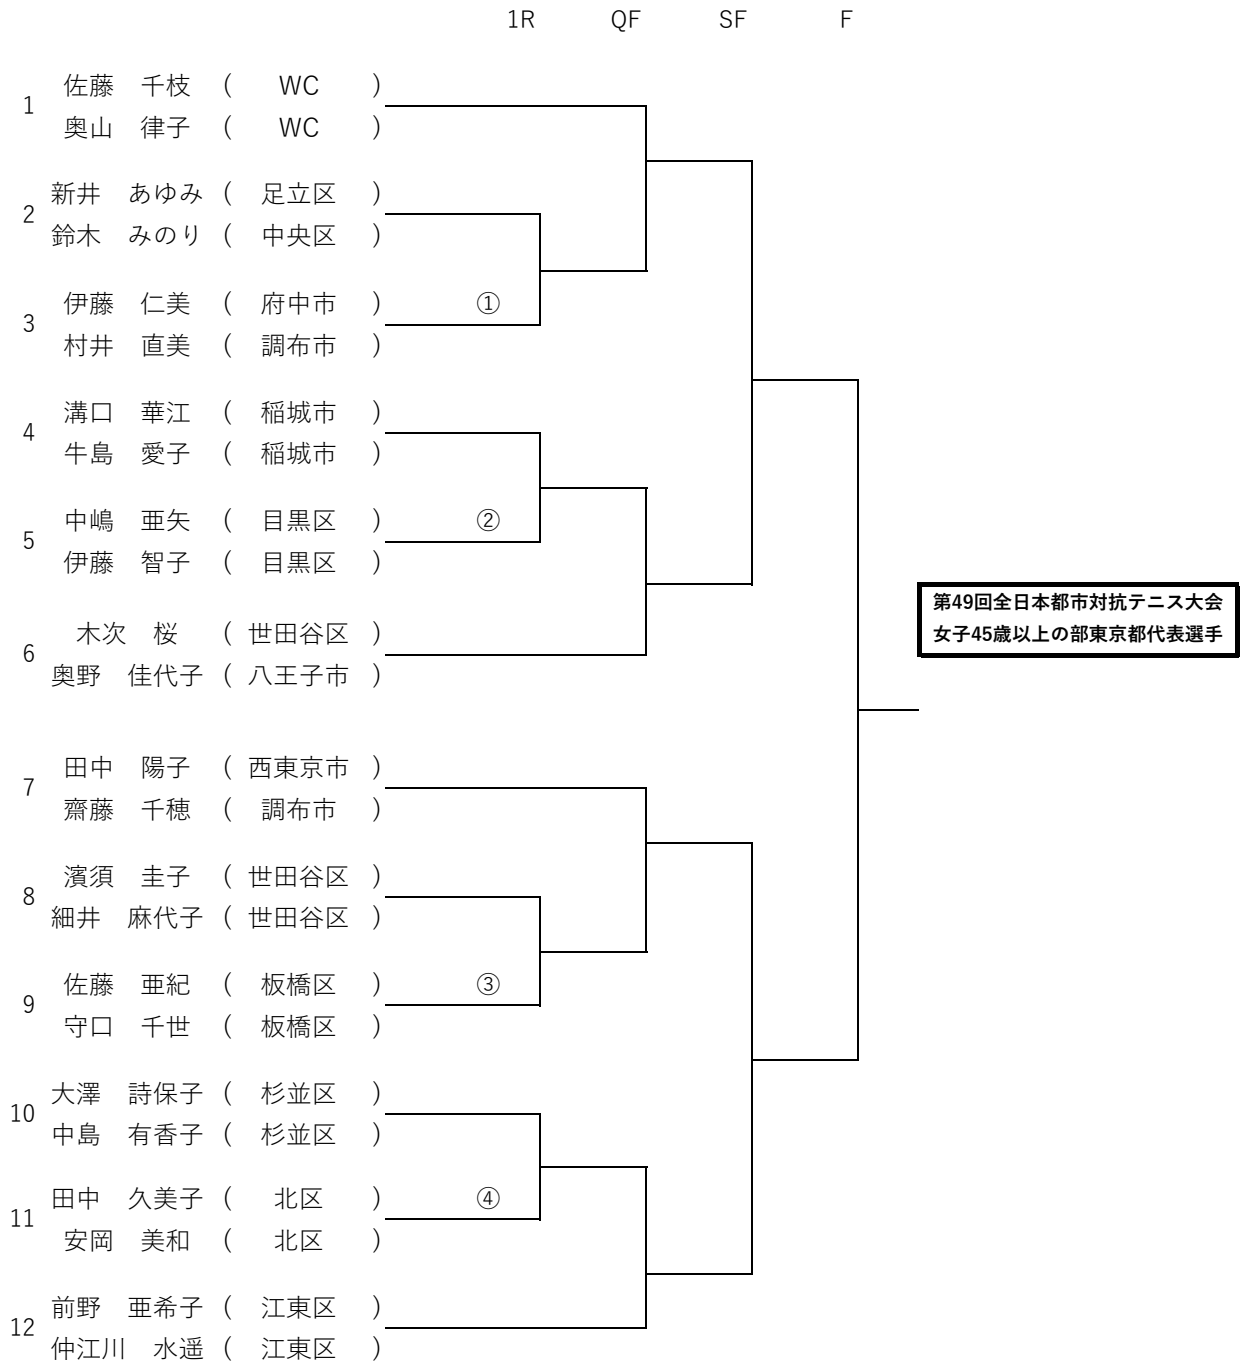 1R QF SF F
佐藤 千枝 ( WC )
1
奥山 律子 ( WC )
新井 あゆみ ( 足立区 )
2
鈴木 みのり ( 中央区 )
伊藤 仁美 ( 府中市 ) ①
3
村井 直美 ( 調布市 )
溝口 華江 ( 稲城市 )
4
牛島 愛子 ( 稲城市 )
中嶋 亜矢 ( 目黒区 ) ②
5
伊藤 智子 ( 目黒区 )
第49回全日本都市対抗テニス大会
女子45歳以上の部東京都代表選手
木次 桜 ( 世田谷区 )
6
奥野 佳代子 ( 八王子市 )
田中 陽子 ( 西東京市 )
7
齋藤 千穂 ( 調布市 )
濱須 圭子 ( 世田谷区 )
8
細井 麻代子 ( 世田谷区 )
佐藤 亜紀 ( 板橋区 ) ③
9
守口 千世 ( 板橋区 )
大澤 詩保子 ( 杉並区 )
10
中島 有香子 ( 杉並区 )
田中 久美子 ( 北区 ) ④
11
安岡 美和 ( 北区 )
前野 亜希子 ( 江東区 )
12
仲江川 水遥 ( 江東区 )